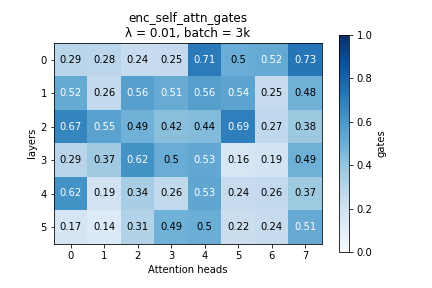 enc_self_attn_gates
λ = 0.01, batch = 3k
0 0.29 0.28 0.24 0.25 0.71 0.5 0.52 0.73
1 0.52 0.26 0.56 0.51 0.56 0.54 0.25 0.48
2 0.67 0.55 0.49 0.42 0.44 0.69 0.27 0.38
3 0.29 0.37 0.62 0.5 0.53 0.16 0.19 0.49
4 0.62 0.19 0.34 0.26 0.53 0.24 0.26 0.37
5 0.17 0.14 0.31 0.49 0.5 0.22 0.24 0.51
0 1 2 3 4 5 6 7
Attention heads
layers
1.0
0.8
0.6
0.4
0.2
0.0
gates